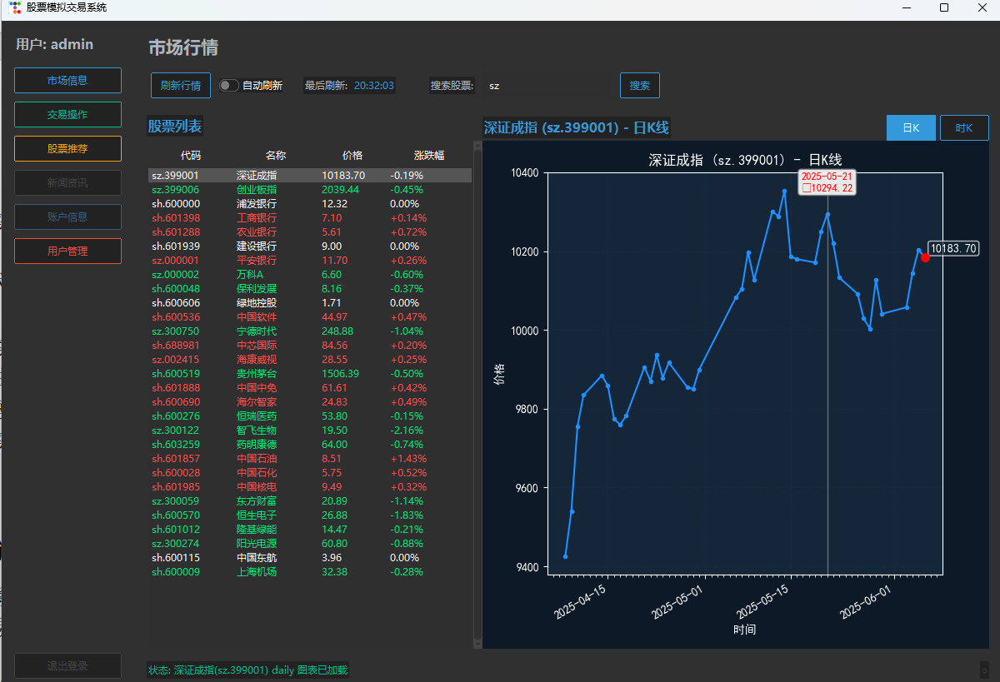 股票模拟交易系统
用户: admin
市场信息
交易操作
股票推荐
新闻资讯
账户信息
用户管理
退出登录
市场行情
刷新行情 自动刷新 最后刷新: 20:32:03 搜索股票: sz 搜索
股票列表
代码 名称 价格 涨跌幅
sz.399001 深证成指 10183.70 -0.19%
sz.399006 创业板指 2039.44 -0.45%
sh.600000 浦发银行 12.32 0.00%
sh.601398 工商银行 7.10 +0.14%
sh.601288 农业银行 5.61 +0.72%
sh.601939 建设银行 9.00 0.00%
sz.000001 平安银行 11.70 +0.26%
sz.000002 万科A 6.60 -0.60%
sh.600048 保利发展 8.16 -0.37%
sh.600606 绿地控股 1.71 0.00%
sh.600536 中国软件 44.97 +0.47%
sz.300750 宁德时代 248.88 -1.04%
sh.688981 中芯国际 84.56 +0.20%
sz.002415 海康威视 28.55 +0.25%
sh.600519 贵州茅台 1506.39 -0.50%
sh.601888 中国中免 61.61 +0.42%
sh.600690 海尔智家 24.83 +0.49%
sh.600276 恒瑞医药 53.80 -0.15%
sz.300122 智飞生物 19.50 -2.16%
sh.603259 药明康德 64.00 -0.74%
sh.601857 中国石油 8.51 +1.43%
sh.600028 中国石化 5.75 +0.52%
sh.601985 中国核电 9.49 +0.32%
sz.300059 东方财富 20.89 -1.14%
sh.600570 恒生电子 26.88 -1.83%
sh.601012 隆基绿能 14.47 -0.21%
sz.300274 阳光电源 60.80 -0.88%
sh.600115 中国东航 3.96 0.00%
sh.600009 上海机场 32.38 -0.28%
深证成指 (sz.399001) - 日K线 日K 时K
深证成指 (sz.399001) - 日K线
2025-05-21
□10294.22
10183.70
10400
10200
10000
9800
9600
9400
价格
2025-04-15 2025-05-01 2025-05-15 2025-06-01
时间
状态: 深证成指(sz.399001) daily 图表已加载